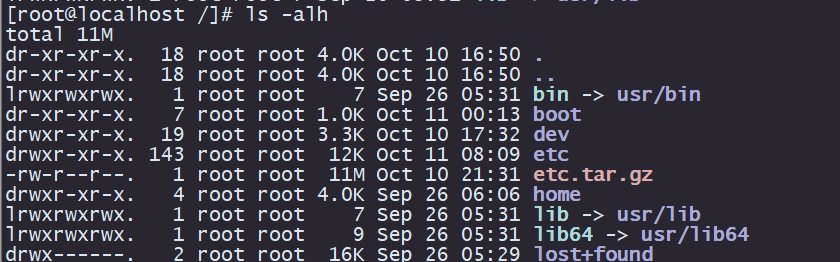 [root@localhost /]# ls -alh
total 11M
dr-xr-xr-x.  18 root root 4.0K Oct 10 16:50 .
dr-xr-xr-x.  18 root root 4.0K Oct 10 16:50 ..
lrwxrwxrwx.   1 root root    7 Sep 26 05:31 bin -> usr/bin
dr-xr-xr-x.   7 root root 1.0K Oct 11 00:13 boot
drwxr-xr-x.  19 root root 3.3K Oct 10 17:32 dev
drwxr-xr-x. 143 root root  12K Oct 11 08:09 etc
-rw-r--r--.   1 root root  11M Oct 10 21:31 etc.tar.gz
drwxr-xr-x.   4 root root 4.0K Sep 26 06:06 home
lrwxrwxrwx.   1 root root    7 Sep 26 05:31 lib -> usr/lib
lrwxrwxrwx.   1 root root    9 Sep 26 05:31 lib64 -> usr/lib64
drwx------.   2 root root  16K Sep 26 05:29 lost+found